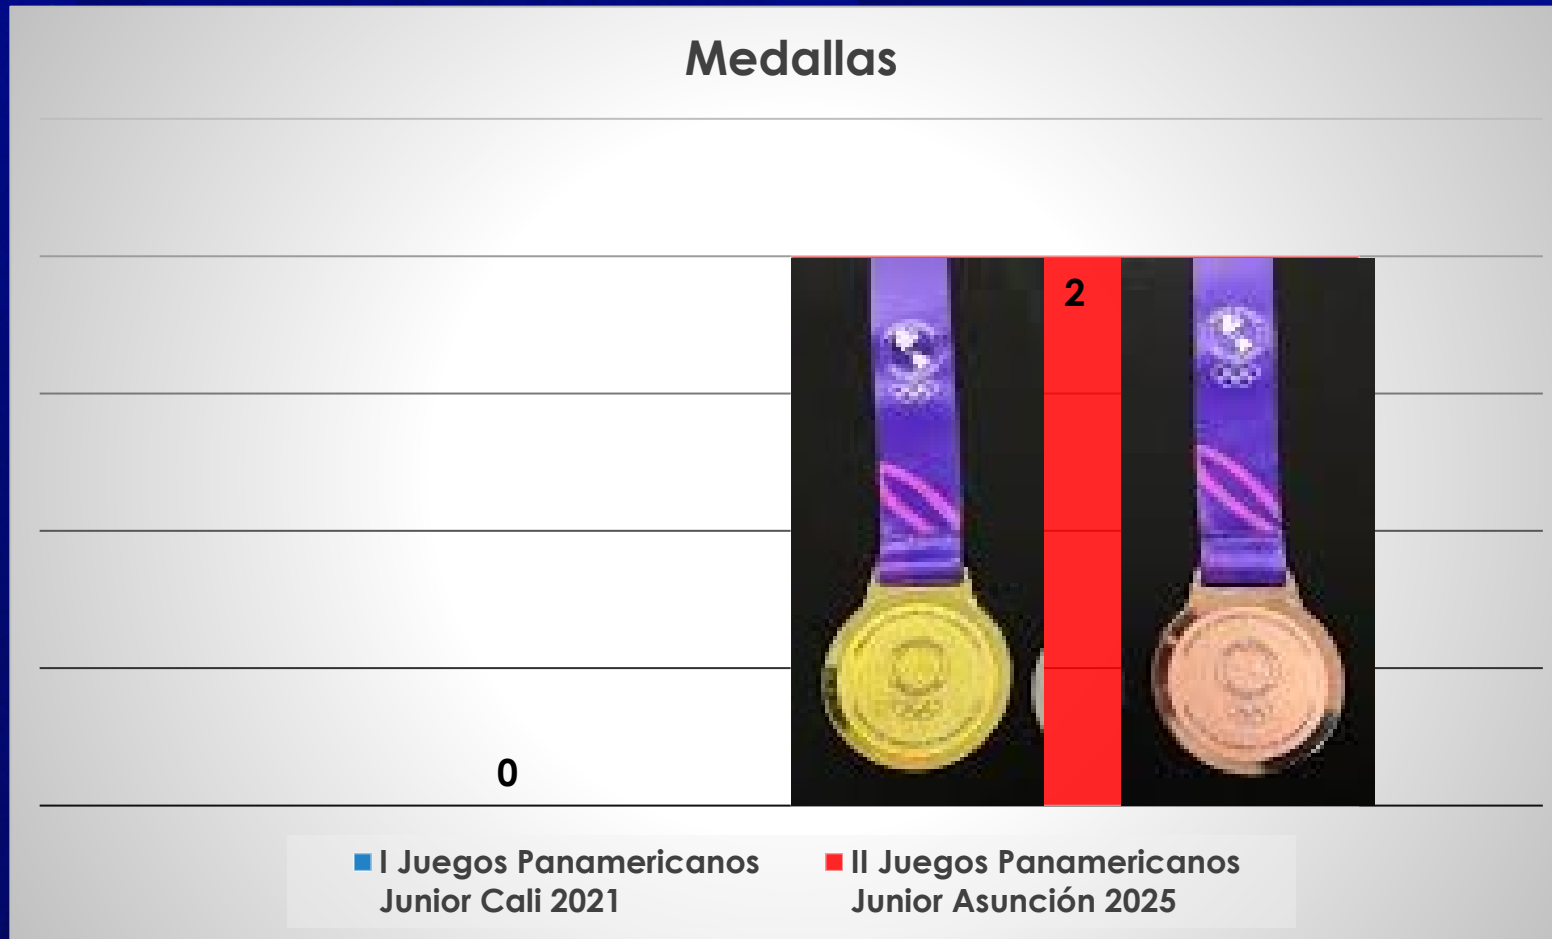 Medallas
2
0
I Juegos Panamericanos
Junior Cali 2021
II Juegos Panamericanos
Junior Asunción 2025